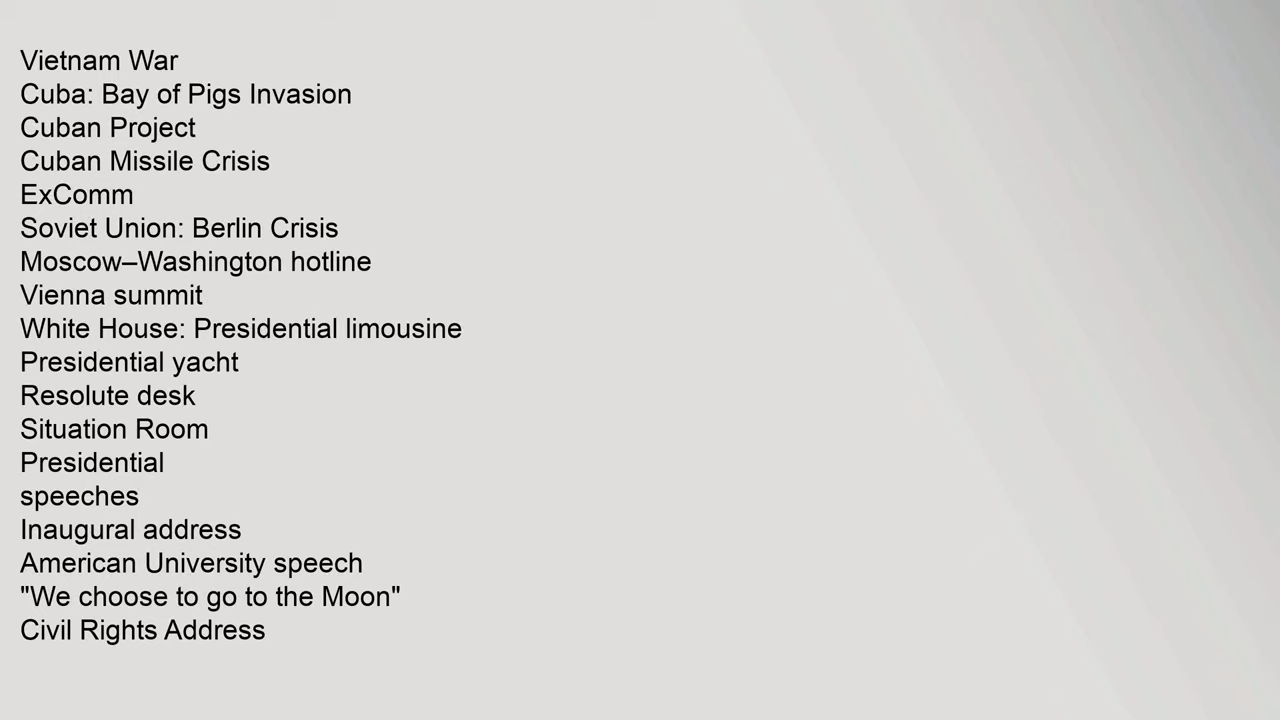 Vietnam War
Cuba: Bay of Pigs Invasion
Cuban Project
Cuban Missile Crisis
ExComm
Soviet Union: Berlin Crisis
Moscow–Washington hotline
Vienna summit
White House: Presidential limousine
Presidential yacht
Resolute desk
Situation Room
Presidential
speeches
Inaugural address
American University speech
"We choose to go to the Moon"
Civil Rights Address